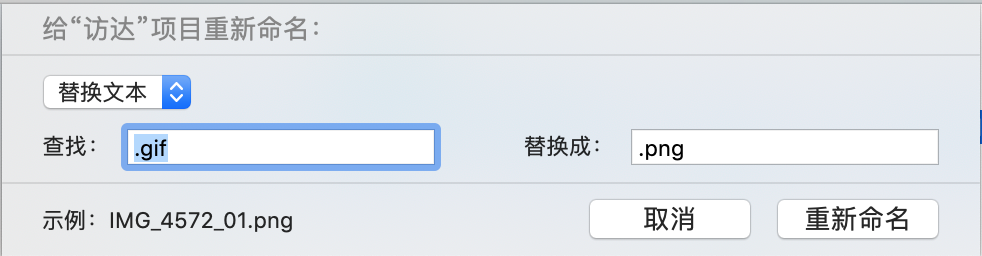 给“访达”项目重新命名：
替换文本
查找： .gif 替换成： .png
示例：IMG_4572_01.png 取消 重新命名